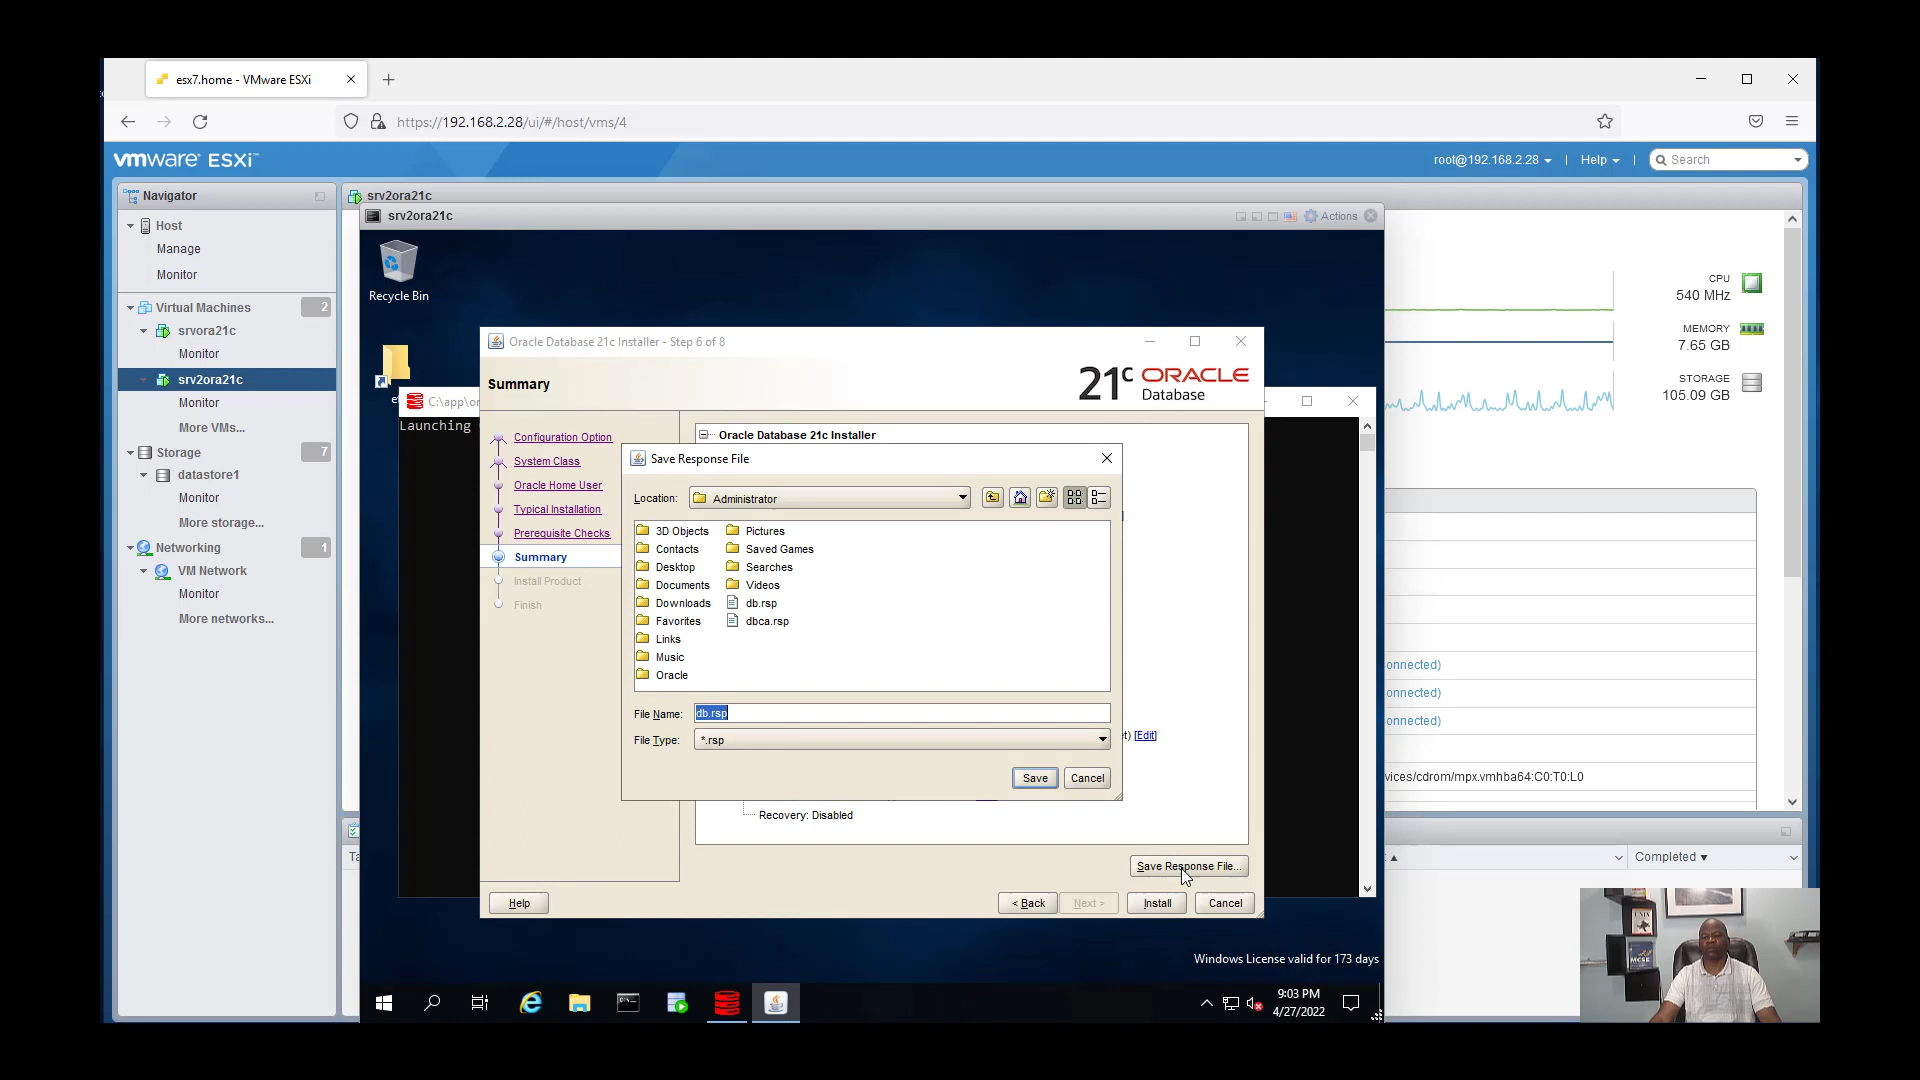 esx7.home - VMware ESXi
https://192.168.2.28/ui/#/host/vms/4
vmware ESXi
root@192.168.2.28
Help
Search
Navigator
Host
Manage
Monitor
Virtual Machines
2
srvora21c
Monitor
srv2ora21c
Monitor
More VMs...
Storage
7
datastore1
Monitor
More storage...
Networking
1
VM Network
Monitor
More networks...
srv2ora21c
srv2ora21c
Actions
CPU
540 MHz
MEMORY
7.65 GB
STORAGE
105.09 GB
onnected)
onnected)
onnected)
vices/cdrom/mpx.vmhba64:C0:T0:L0
Completed
Recycle Bin
C:\app\or
Launching
Oracle Database 21c Installer - Step 6 of 8
Summary
21c ORACLE
Database
Configuration Option
System Class
Oracle Home User
Typical Installation
Prerequisite Checks
Summary
Install Product
Finish
Oracle Database 21c Installer
et) [Edit]
Recovery: Disabled
Save Response File...
Help
< Back
Next >
Install
Cancel
Save Response File
Location:
Administrator
3D Objects
Contacts
Desktop
Documents
Downloads
Favorites
Links
Music
Oracle
Pictures
Saved Games
Searches
Videos
db.rsp
dbca.rsp
File Name:
db.rsp
File Type:
*.rsp
Save
Cancel
Windows License valid for 173 days
9:03 PM
4/27/2022
UNIX
MCSE